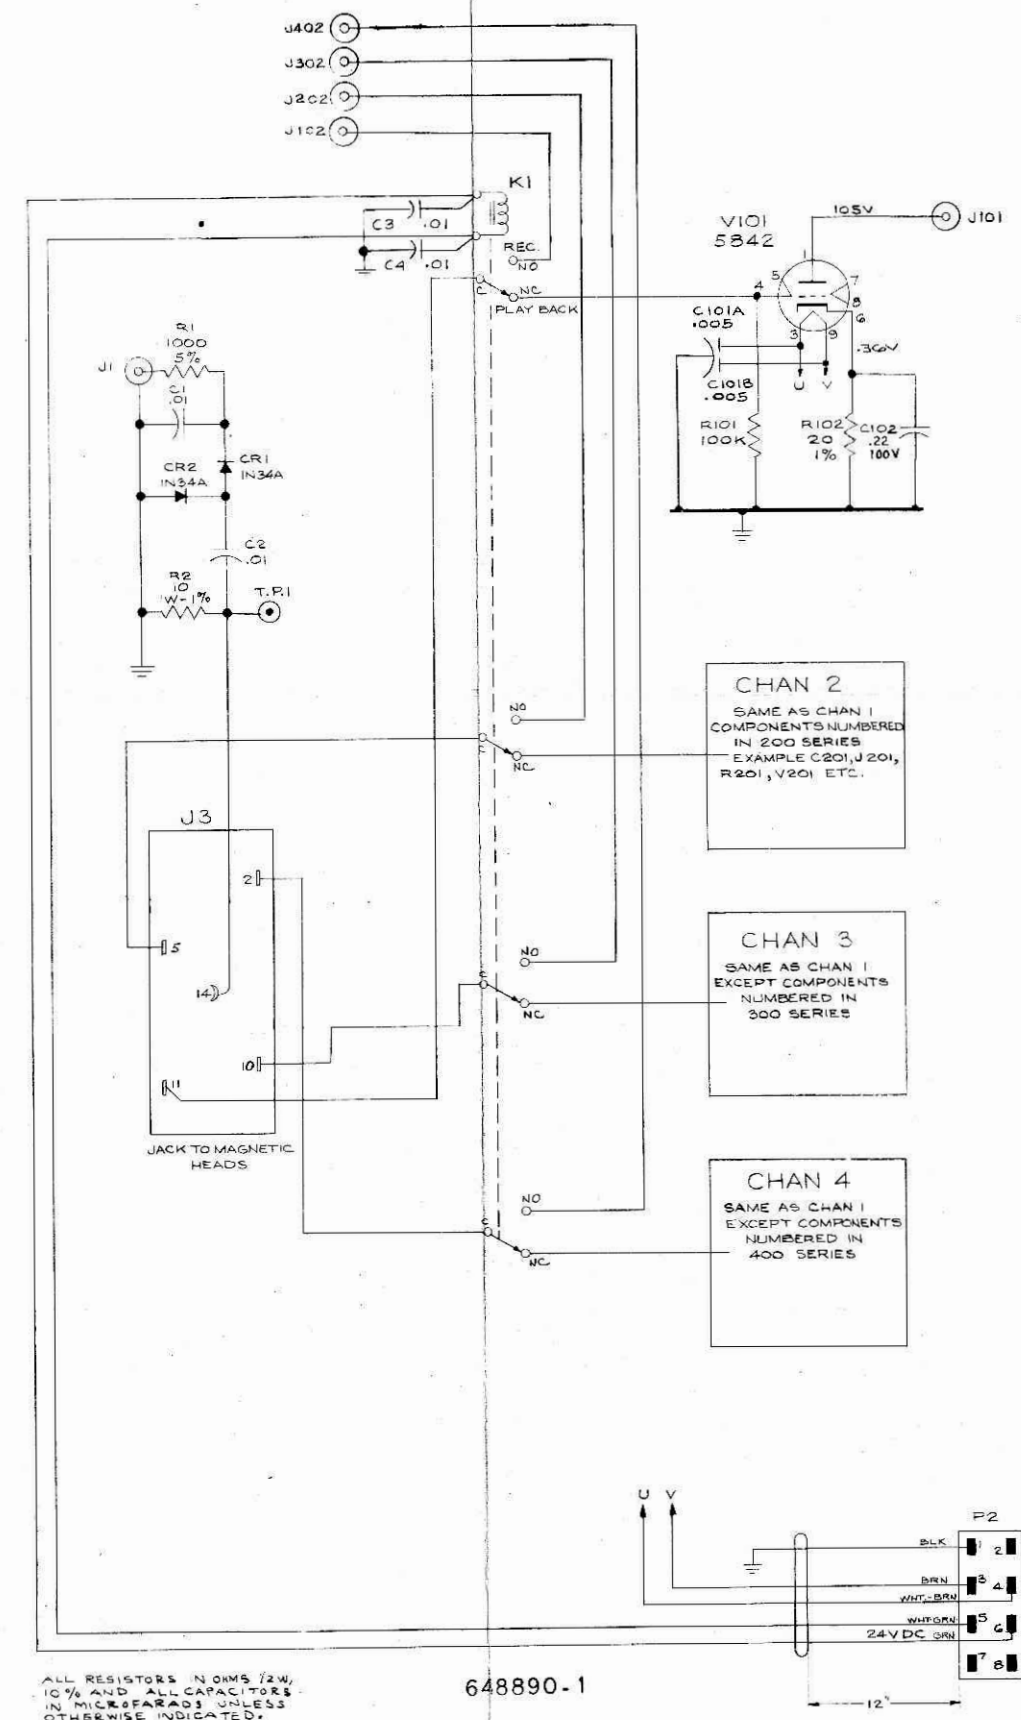 J402
J302
J202
J102
K1
C3 .01
C4 .01
REC.
NO
C
NC
PLAY BACK
V101
5842
105V
J101
1
5
7
4
8
6
3
9
C101A
.005
C101B
.005
U V
.36V
R101
100K
R102
20
1%
C102
.22
100V
J1
R1
1000
5%
C1
.01
CR1
IN34A
CR2
IN34A
C2
.01
R2
10
1W-1%
T.P.1
NO
C
NC
CHAN 2
SAME AS CHAN 1
COMPONENTS NUMBERED
IN 200 SERIES
EXAMPLE C201, J201,
R201, V201 ETC.
J3
2
5
14
10
11
JACK TO MAGNETIC
HEADS
NO
C
NC
CHAN 3
SAME AS CHAN 1
EXCEPT COMPONENTS
NUMBERED IN
300 SERIES
NO
C
NC
CHAN 4
SAME AS CHAN 1
EXCEPT COMPONENTS
NUMBERED IN
400 SERIES
U V
P2
BLK
1 2
BRN
3 4
WHT-BRN
WHT-GRN
5 6
24VDC GRN
7 8
12"
ALL RESISTORS IN OHMS 1/2W,
10% AND ALL CAPACITORS
IN MICROFARADS UNLESS
OTHERWISE INDICATED.
648890-1